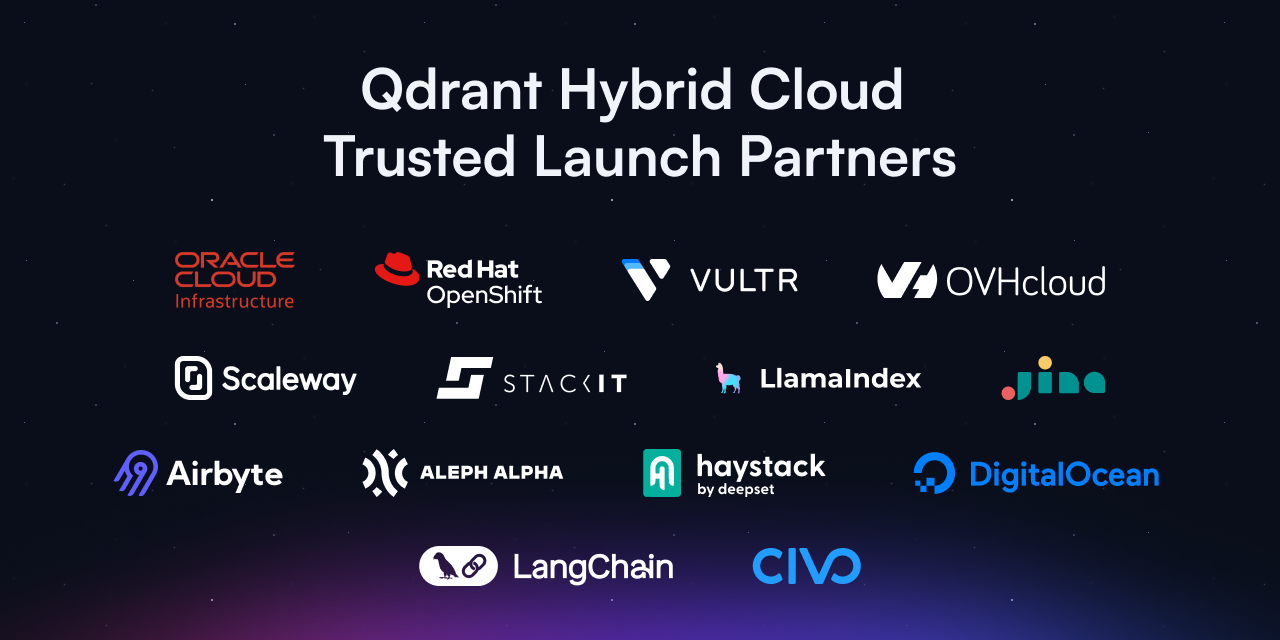 Qdrant Hybrid Cloud
Trusted Launch Partners
ORACLE
CLOUD
Infrastructure
Red Hat
OpenShift
VULTR
OVHcloud
Scaleway
STACKIT
LlamaIndex
jina
Airbyte
ALEPH ALPHA
haystack
by deepset
DigitalOcean
LangChain
CIVO